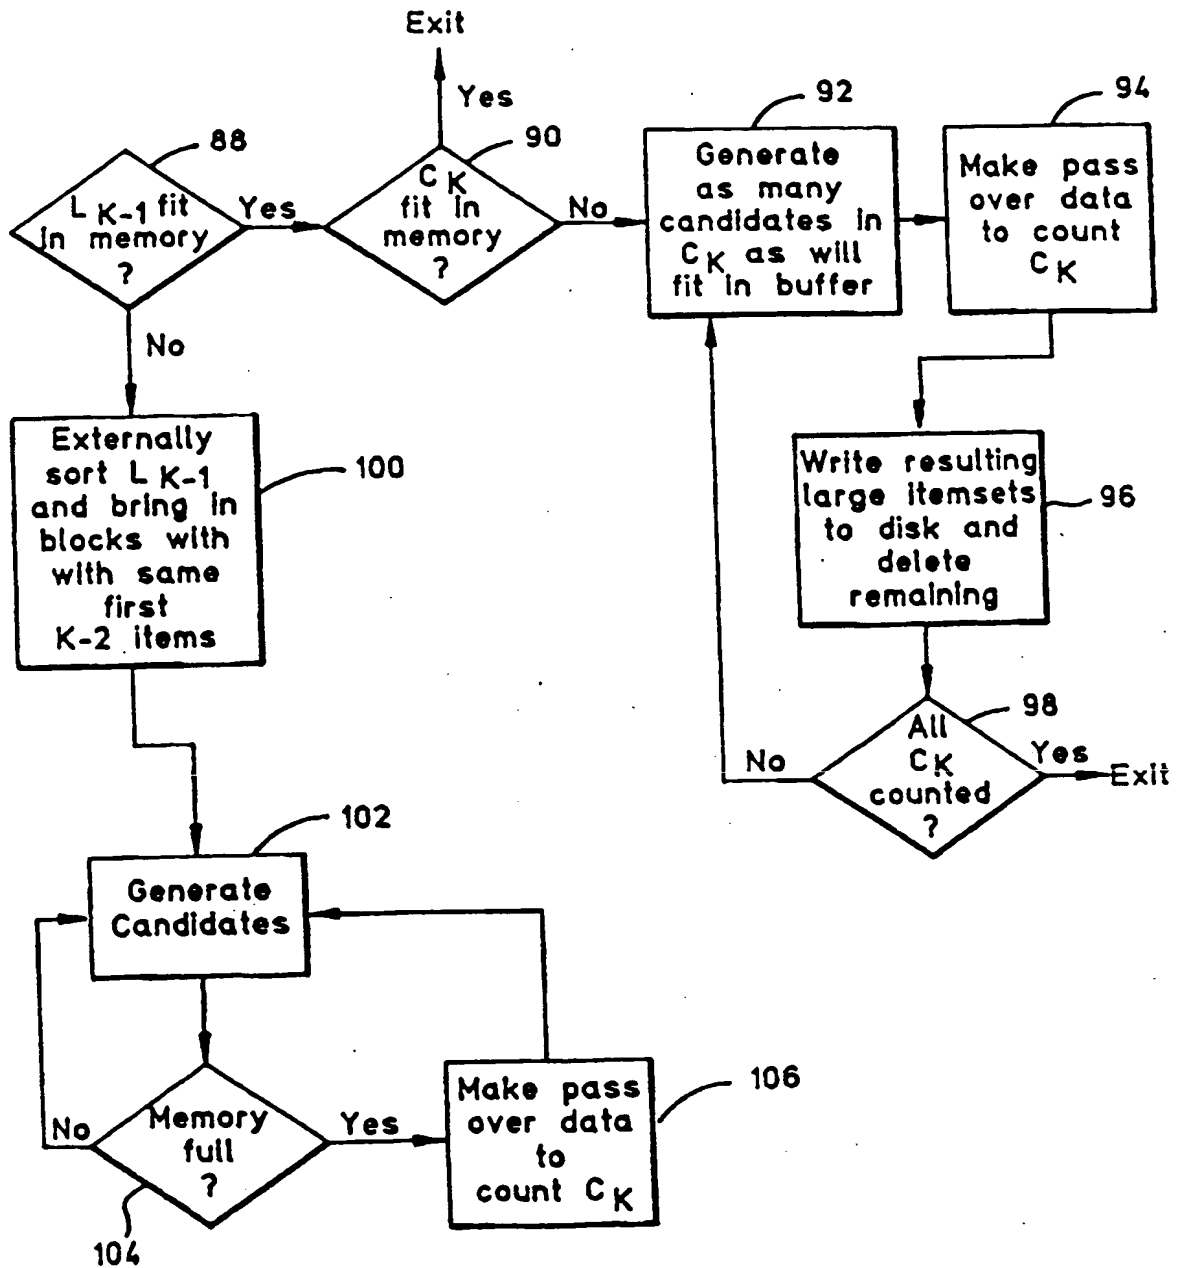 Exit
Yes
88
L K-1 fit
in memory
?
Yes
90
C K
fit in
memory
?
No
92
Generate
as many
candidates in
C K as will
fit in buffer
94
Make pass
over data
to count
C K
No
Externally
sort L K-1
and bring in
blocks with
with same
first
K-2 items
100
Write resulting
large itemsets
to disk and
delete
remaining
96
98
All
C K
counted
?
No
Yes
Exit
102
Generate
Candidates
Memory
full
?
No
Yes
104
Make pass
over data
to
count C K
106